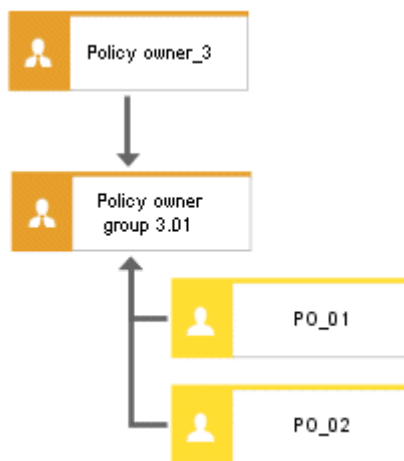 Policy owner_3
Policy owner
group 3.01
PO_01
PO_02